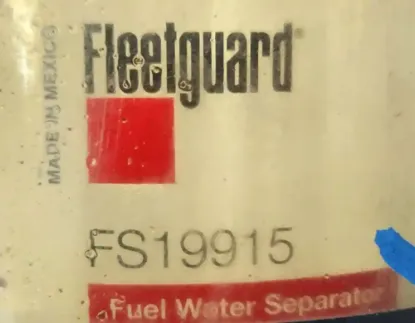 Fleetguard
MADE IN MEXICO
FS19915
Fuel Water Separator